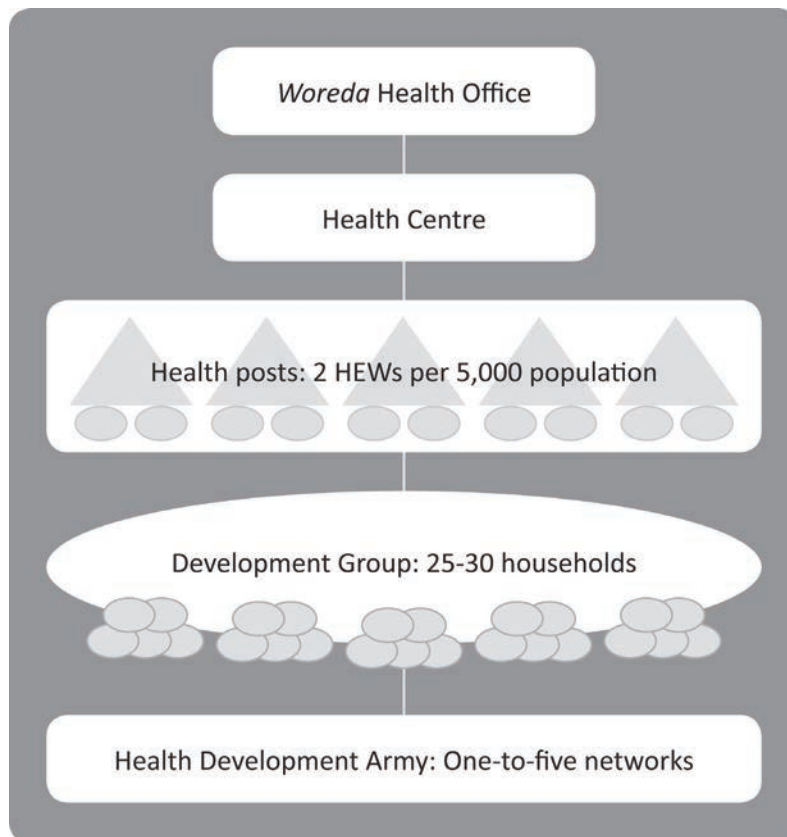 Woreda Health Office
Health Centre
Health posts: 2 HEWs per 5,000 population
Development Group: 25-30 households
Health Development Army: One-to-five networks